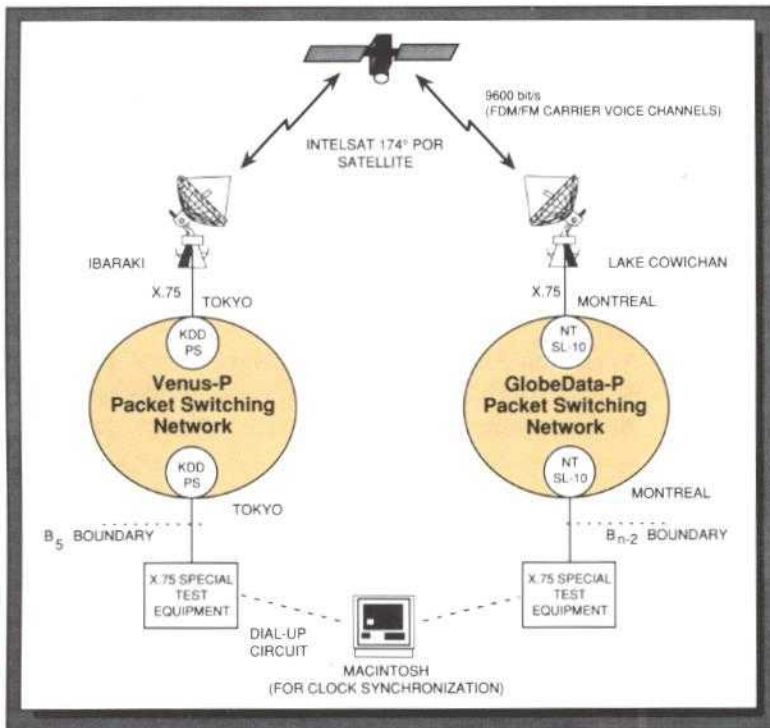 9600 bit/s
(FDM/FM CARRIER VOICE CHANNELS)
INTELSAT 174° POR
SATELLITE
IBARAKI
LAKE COWICHAN
X.75
TOKYO
X.75
MONTREAL
KDD
PS
NT
SL-10
Venus-P
Packet Switching
Network
GlobeData-P
Packet Switching
Network
KDD
PS
NT
SL-10
TOKYO
MONTREAL
B5 BOUNDARY
Bn-2 BOUNDARY
X.75 SPECIAL
TEST
EQUIPMENT
X.75 SPECIAL
TEST
EQUIPMENT
DIAL-UP
CIRCUIT
MACINTOSH
(FOR CLOCK SYNCHRONIZATION)